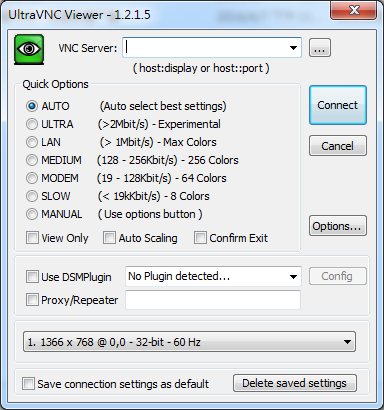 UltraVNC Viewer - 1.2.1.5
VNC Server:
...
( host:display or host::port )
Quick Options
AUTO (Auto select best settings)
ULTRA (>2Mbit/s) - Experimental
LAN (> 1Mbit/s) - Max Colors
MEDIUM (128 - 256Kbit/s) - 256 Colors
MODEM (19 - 128Kbit/s) - 64 Colors
SLOW (< 19kKbit/s) - 8 Colors
MANUAL ( Use options button )
View Only Auto Scaling Confirm Exit
Connect
Cancel
Options...
Use DSMPlugin No Plugin detected... Config
Proxy/Repeater
1. 1366 x 768 @ 0,0 - 32-bit - 60 Hz
Save connection settings as default Delete saved settings